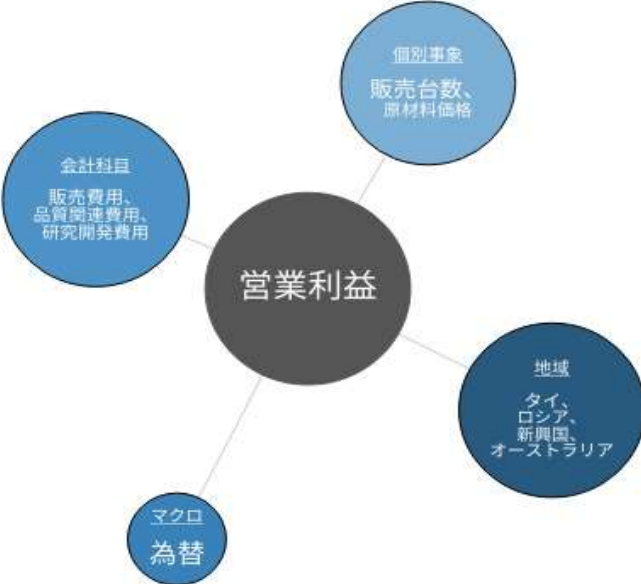 個別事象
販売台数、
原材料価格
会計科目
販売費用、
品質関連費用、
研究開発費用
営業利益
地域
タイ、
ロシア、
新興国、
オーストラリア
マクロ
為替